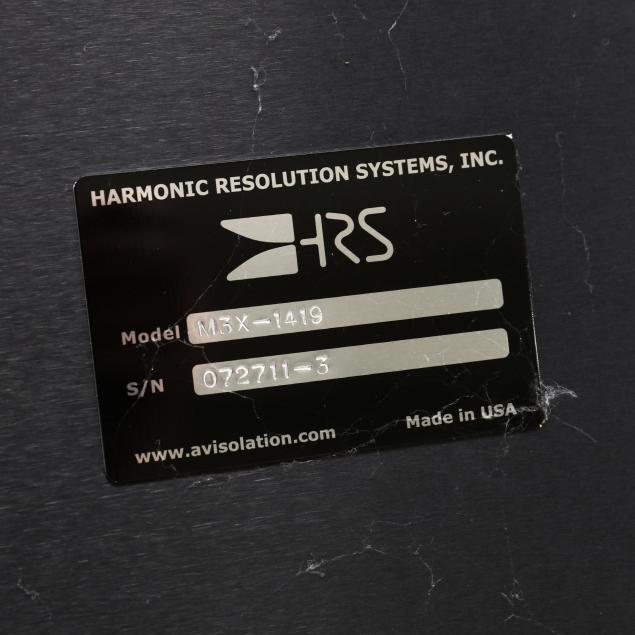 HARMONIC RESOLUTION SYSTEMS, INC.
HRS
Model M3X-1419
S/N 072711-3
Made in USA
www.avisolation.com